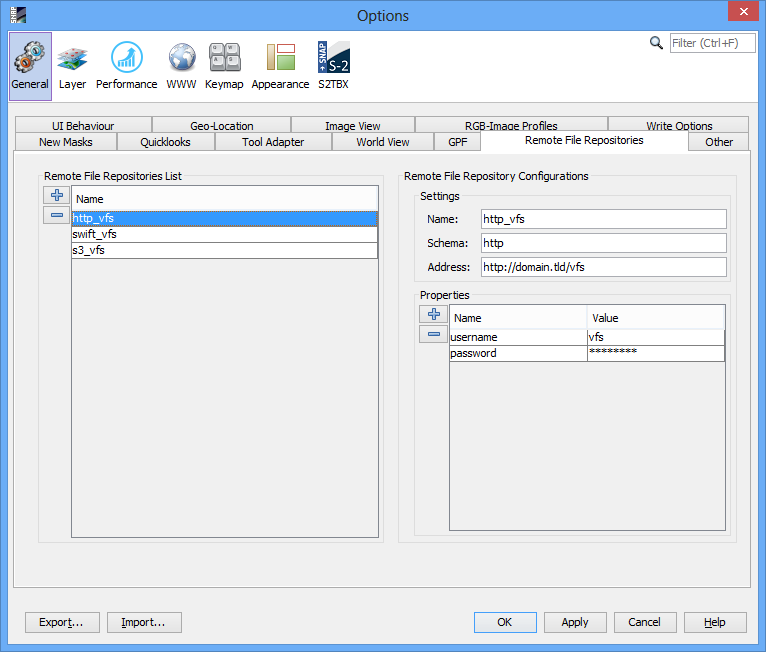 SNAP
Options
Filter (Ctrl+F)
+ SNAP
S-2
General Layer Performance WWW Keymap Appearance S2TBX
UI Behaviour Geo-Location Image View RGB-Image Profiles Write Options
New Masks Quicklooks Tool Adapter World View GPF Remote File Repositories Other
Remote File Repositories List
Name
http_vfs
swift_vfs
s3_vfs
Remote File Repository Configurations
Settings
Name: http_vfs
Schema: http
Address: http://domain.tld/vfs
Properties
Name Value
username vfs
password ********
Export... Import... OK Apply Cancel Help